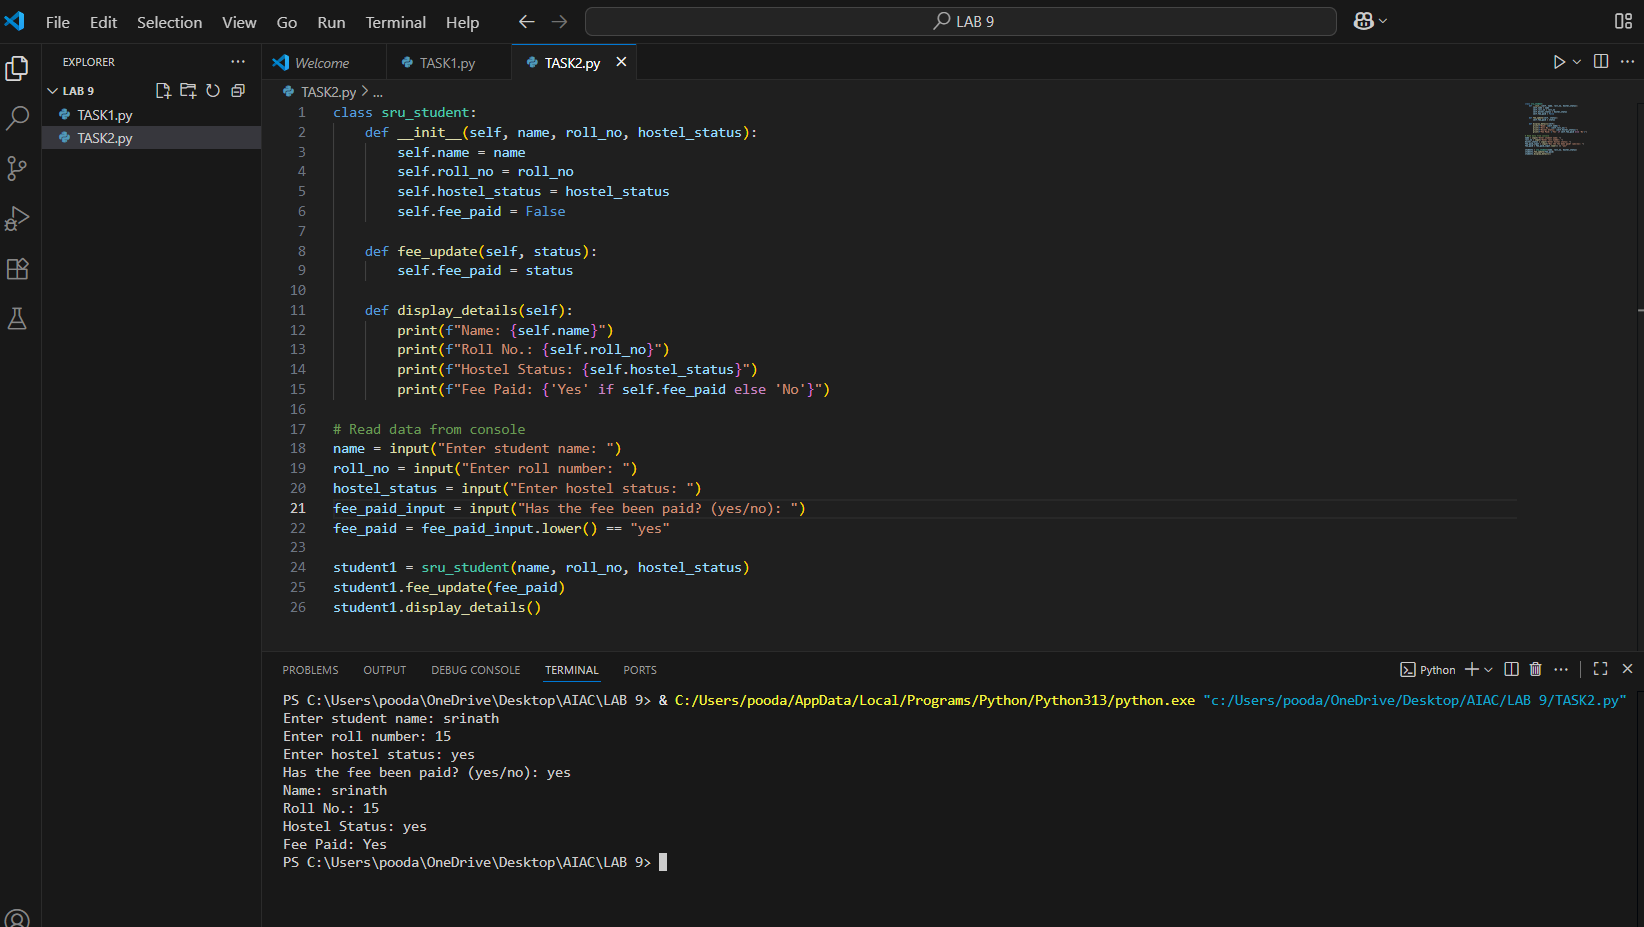 File Edit Selection View Go Run Terminal Help
LAB 9
EXPLORER
LAB 9
TASK1.py
TASK2.py
Welcome
TASK1.py
TASK2.py
TASK2.py > ...
1 class sru_student:
2     def __init__(self, name, roll_no, hostel_status):
3         self.name = name
4         self.roll_no = roll_no
5         self.hostel_status = hostel_status
6         self.fee_paid = False
7
8     def fee_update(self, status):
9         self.fee_paid = status
10
11     def display_details(self):
12         print(f"Name: {self.name}")
13         print(f"Roll No.: {self.roll_no}")
14         print(f"Hostel Status: {self.hostel_status}")
15         print(f"Fee Paid: {'Yes' if self.fee_paid else 'No'}")
16
17 # Read data from console
18 name = input("Enter student name: ")
19 roll_no = input("Enter roll number: ")
20 hostel_status = input("Enter hostel status: ")
21 fee_paid_input = input("Has the fee been paid? (yes/no): ")
22 fee_paid = fee_paid_input.lower() == "yes"
23
24 student1 = sru_student(name, roll_no, hostel_status)
25 student1.fee_update(fee_paid)
26 student1.display_details()
PROBLEMS OUTPUT DEBUG CONSOLE TERMINAL PORTS
Python
PS C:\Users\pooda\OneDrive\Desktop\AIAC\LAB 9> & C:/Users/pooda/AppData/Local/Programs/Python/Python313/python.exe "c:/Users/pooda/OneDrive/Desktop/AIAC/LAB 9/TASK2.py"
Enter student name: srinath
Enter roll number: 15
Enter hostel status: yes
Has the fee been paid? (yes/no): yes
Name: srinath
Roll No.: 15
Hostel Status: yes
Fee Paid: Yes
PS C:\Users\pooda\OneDrive\Desktop\AIAC\LAB 9>